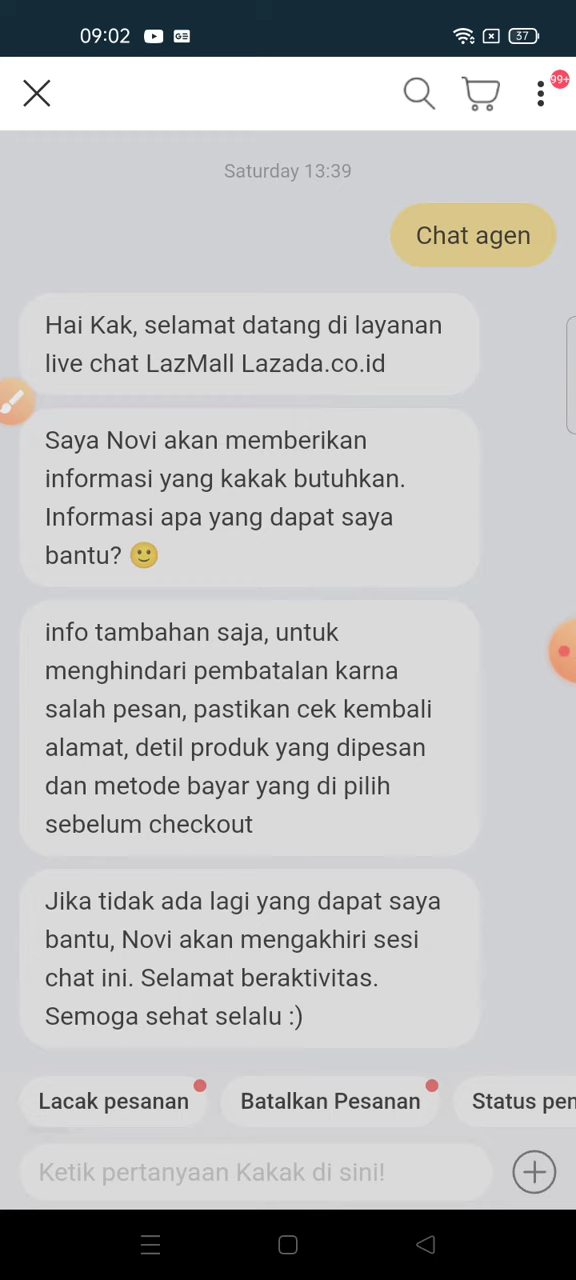 09:02
37
99+
Saturday 13:39
Chat agen
Hai Kak, selamat datang di layanan
live chat LazMall Lazada.co.id
Saya Novi akan memberikan
informasi yang kakak butuhkan.
Informasi apa yang dapat saya
bantu? 🙂
info tambahan saja, untuk
menghindari pembatalan karna
salah pesan, pastikan cek kembali
alamat, detil produk yang dipesan
dan metode bayar yang di pilih
sebelum checkout
Jika tidak ada lagi yang dapat saya
bantu, Novi akan mengakhiri sesi
chat ini. Selamat beraktivitas.
Semoga sehat selalu :)
Lacak pesanan
Batalkan Pesanan
Status pen
Ketik pertanyaan Kakak di sini!